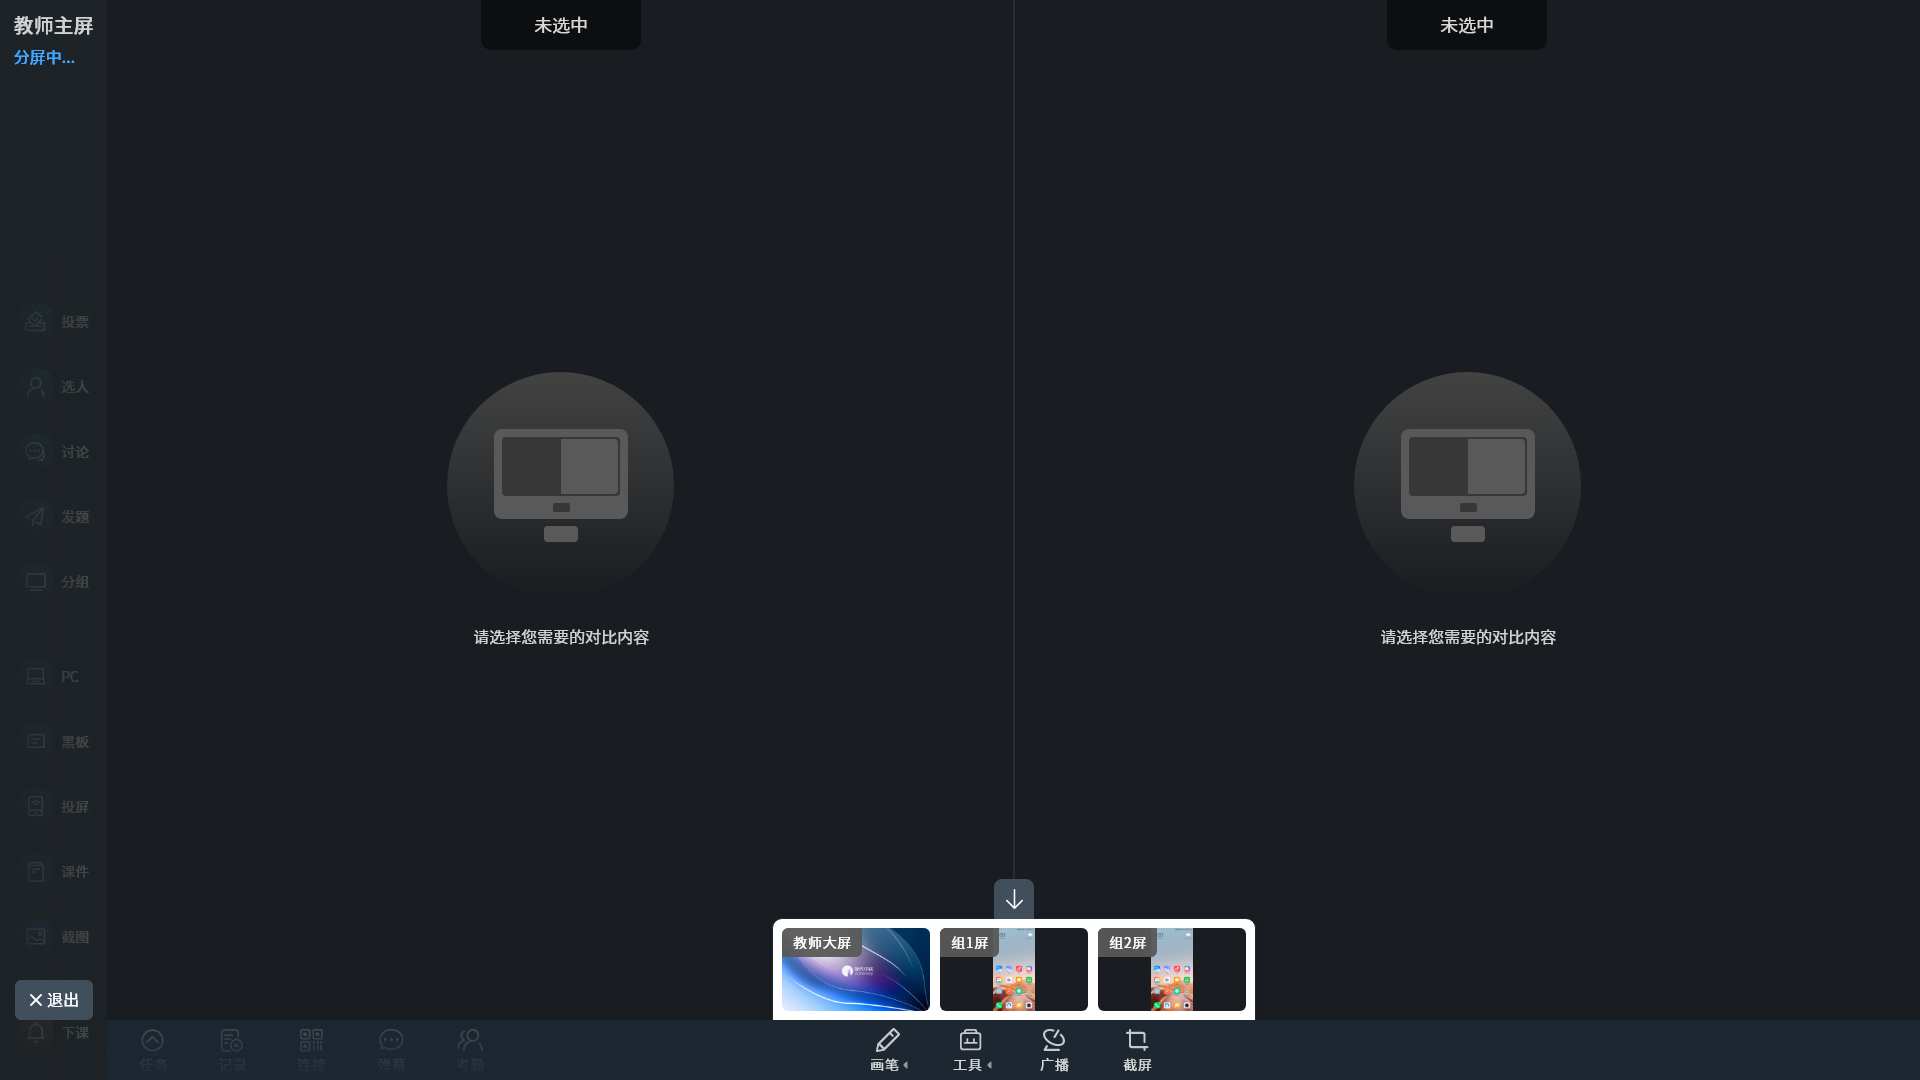 教师主屏
分屏中...
未选中
未选中
投票
选人
讨论
发题
分组
请选择您需要的对比内容
请选择您需要的对比内容
PC
黑板
投屏
课件
截图
教师大屏
组1屏
组2屏
退出
下课
任务
记录
连接
弹幕
考勤
画笔
工具
广播
截屏